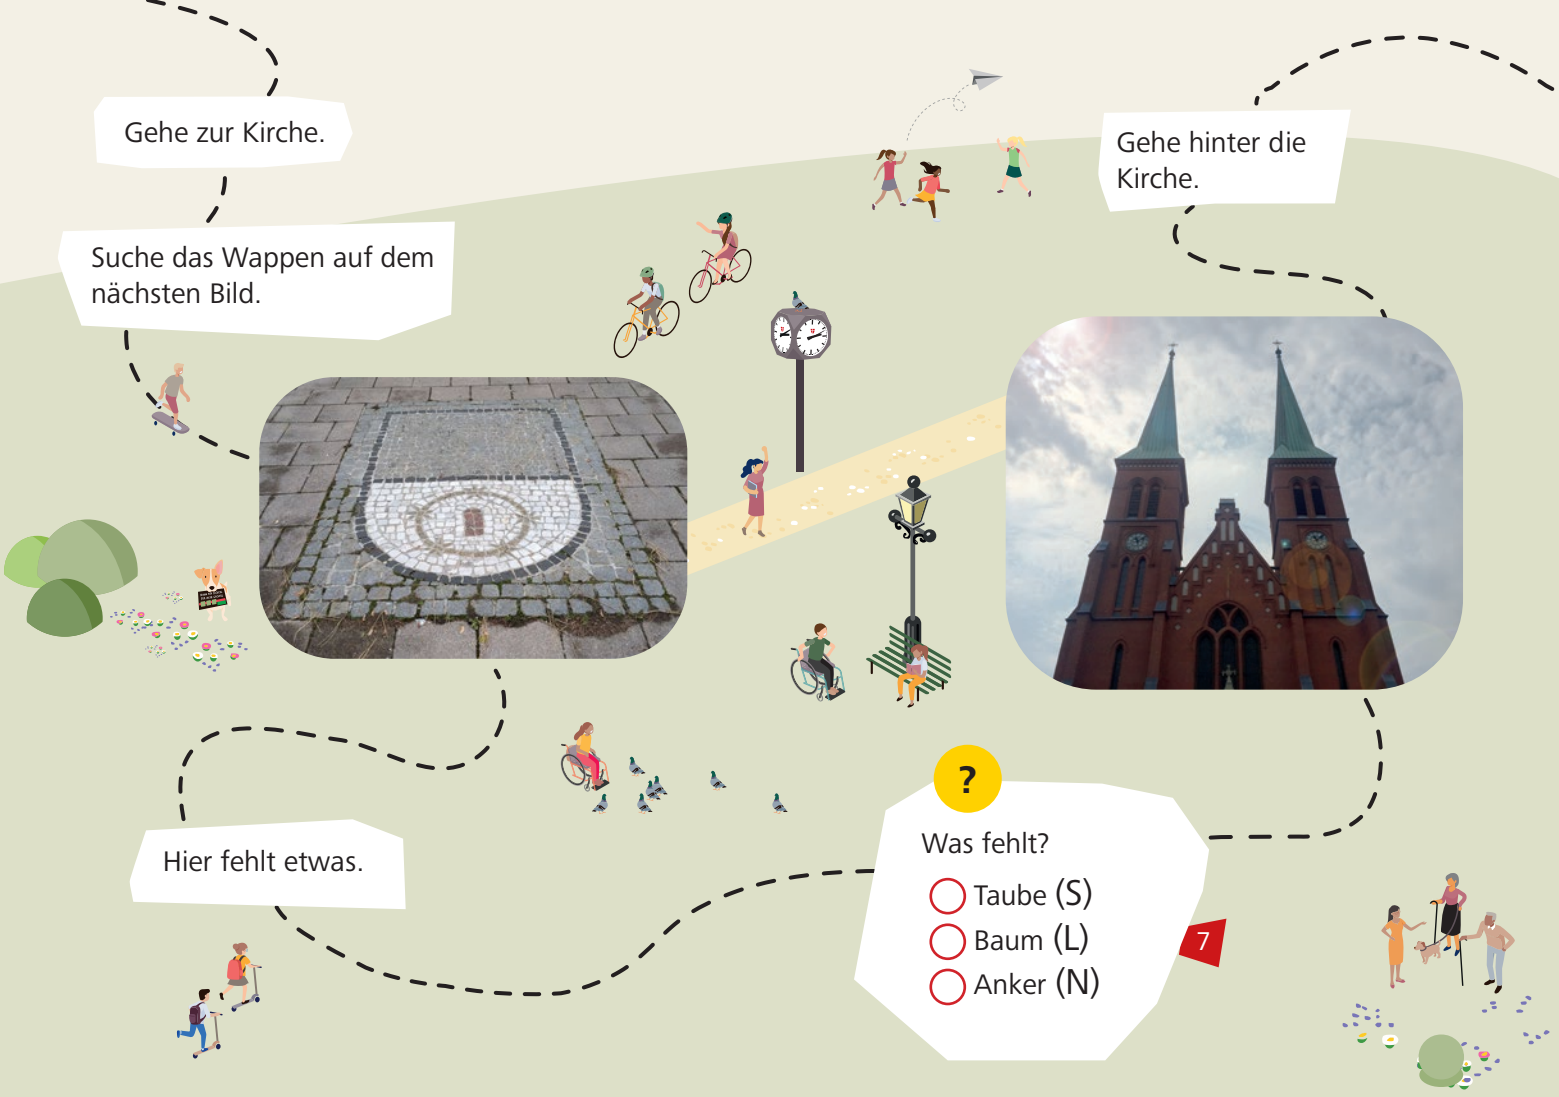 Gehe zur Kirche.
Suche das Wappen auf dem
nächsten Bild.
Hier fehlt etwas.
?
Was fehlt?
Taube (S)
Baum (L)
Anker (N)
7
Gehe hinter die
Kirche.